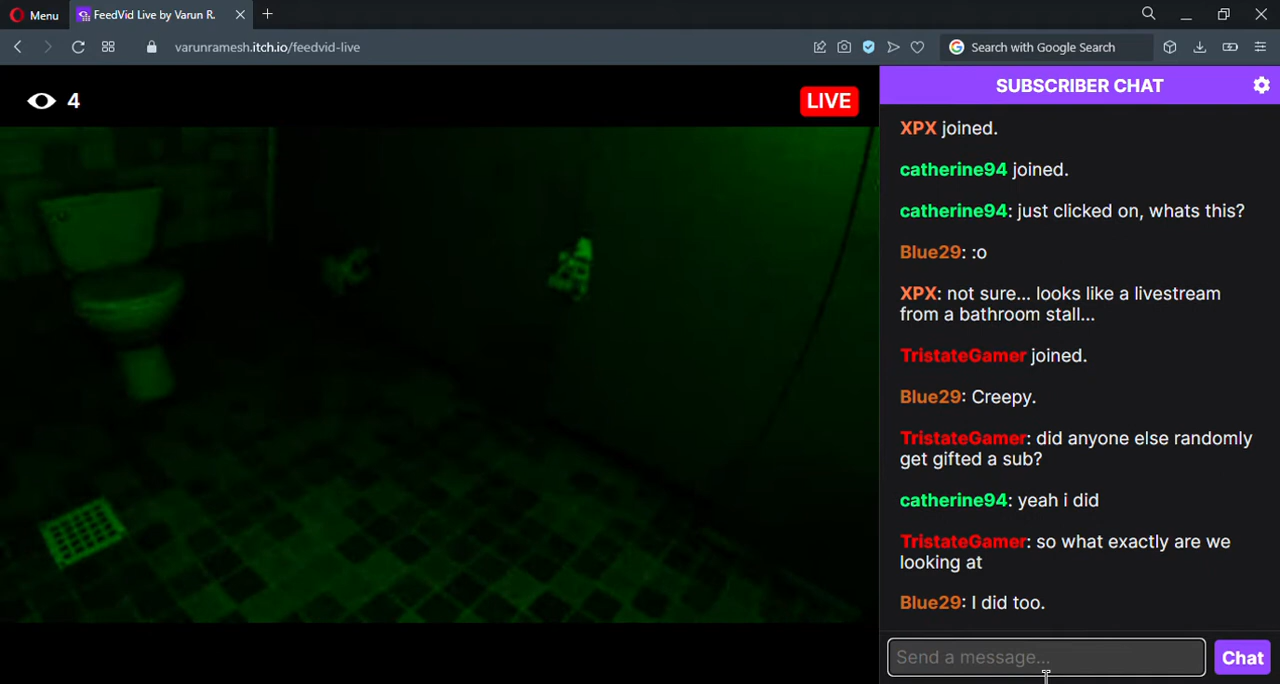 Menu
FeedVid Live by Varun R.
varunramesh.itch.io/feedvid-live
Search with Google Search
4
LIVE
SUBSCRIBER CHAT
XPX joined.
catherine94 joined.
catherine94: just clicked on, whats this?
Blue29: :o
XPX: not sure... looks like a livestream
from a bathroom stall...
TristateGamer joined.
Blue29: Creepy.
TristateGamer: did anyone else randomly
get gifted a sub?
catherine94: yeah i did
TristateGamer: so what exactly are we
looking at
Blue29: I did too.
Send a message...
Chat